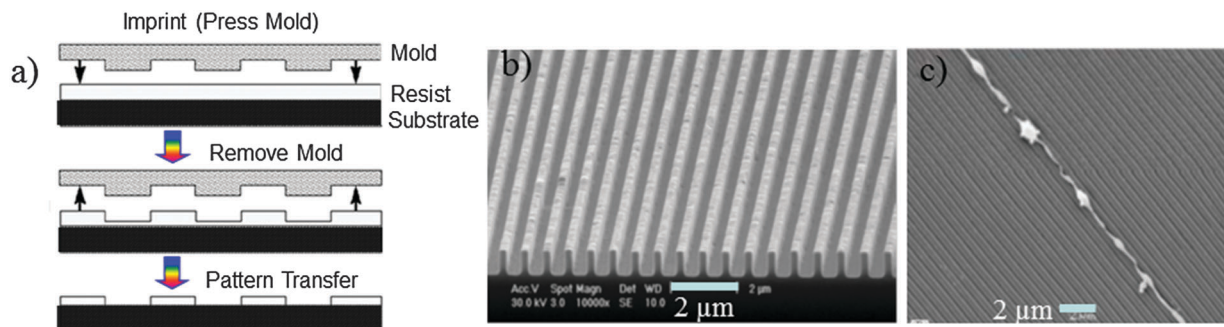 a)
Imprint (Press Mold)
Mold
Resist
Substrate
Remove Mold
Pattern Transfer
b)
Acc.V Spot Magn Det WD 2 µm
30.0 kV 3.0 10000x SE 10.0
2 µm
c)
2 µm